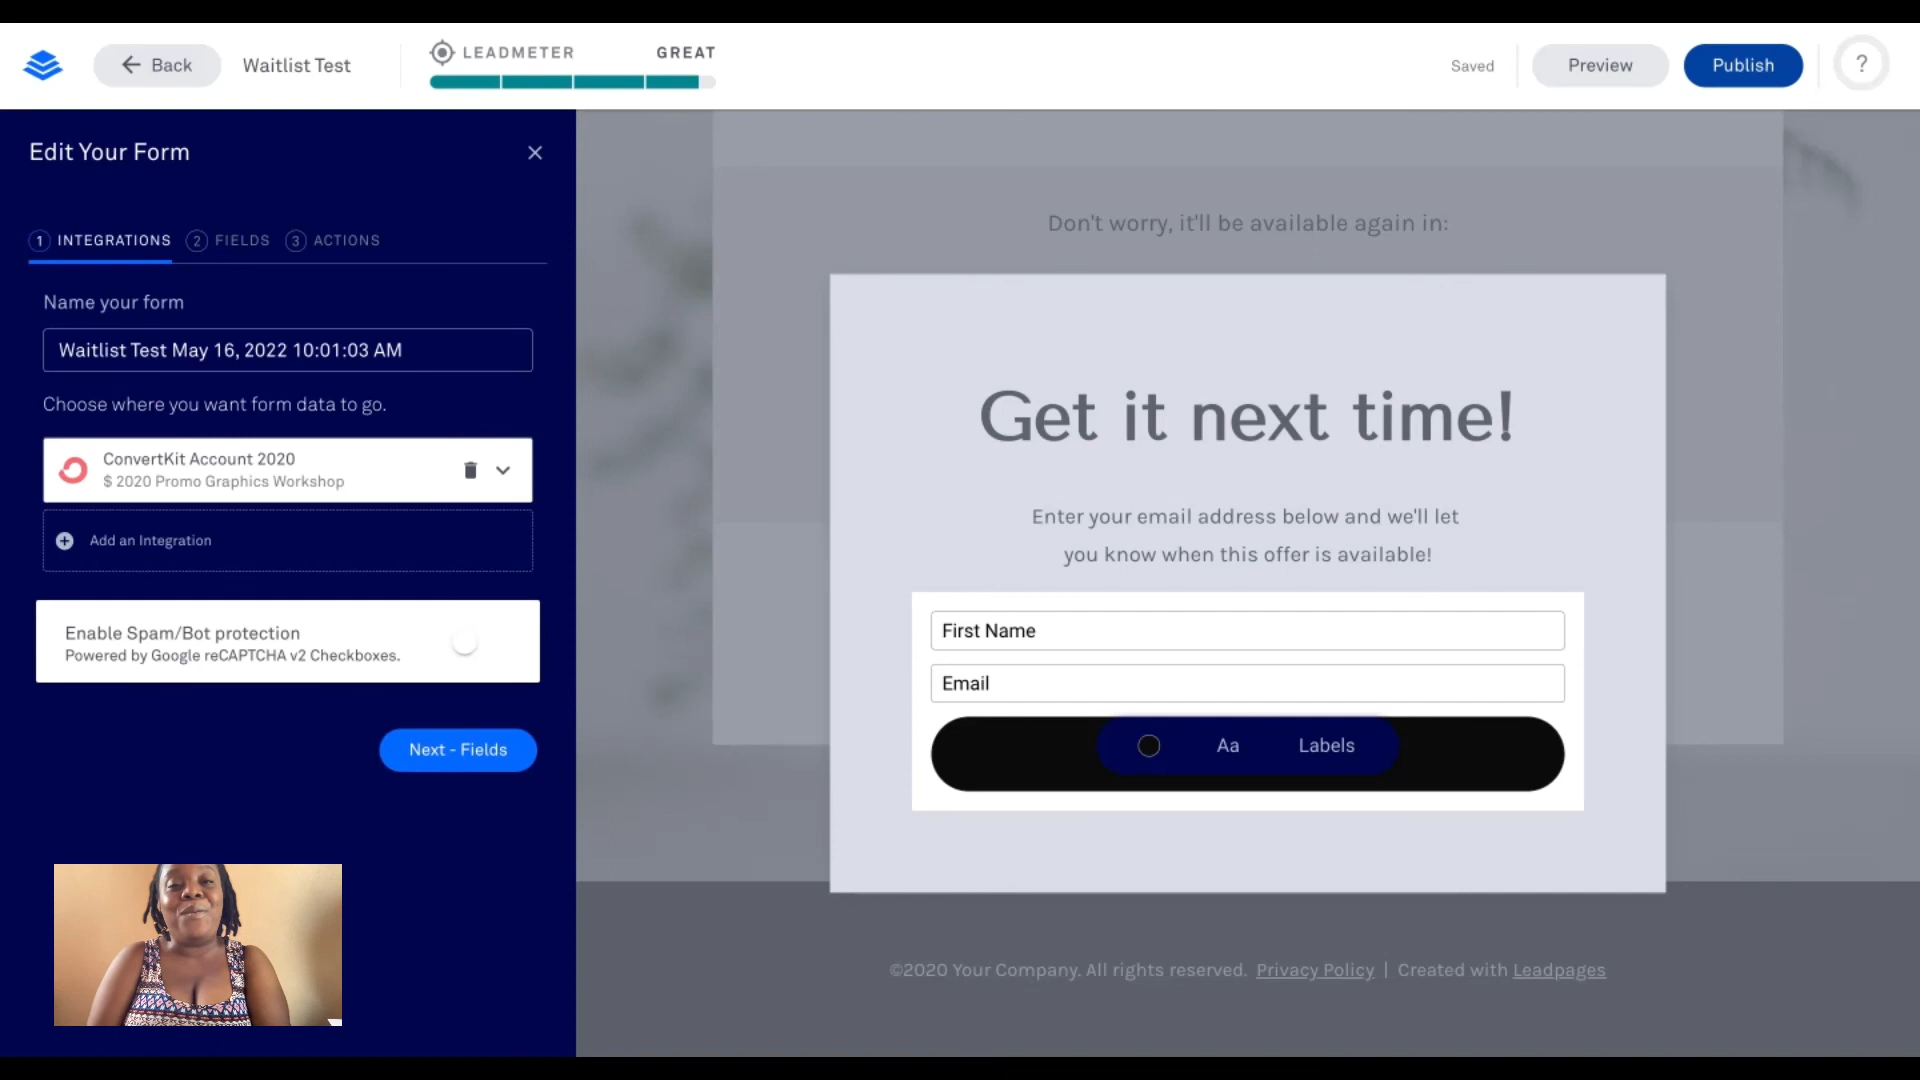 Back
Waitlist Test
LEADMETER
GREAT
Saved
Preview
Publish
?
Edit Your Form
1 INTEGRATIONS
2 FIELDS
3 ACTIONS
Name your form
Waitlist Test May 16, 2022 10:01:03 AM
Choose where you want form data to go.
ConvertKit Account 2020
$ 2020 Promo Graphics Workshop
Add an Integration
Enable Spam/Bot protection
Powered by Google reCAPTCHA v2 Checkboxes.
Next - Fields
Don't worry, it'll be available again in:
Get it next time!
Enter your email address below and we'll let
you know when this offer is available!
First Name
Email
Aa
Labels
©2020 Your Company. All rights reserved. Privacy Policy | Created with Leadpages